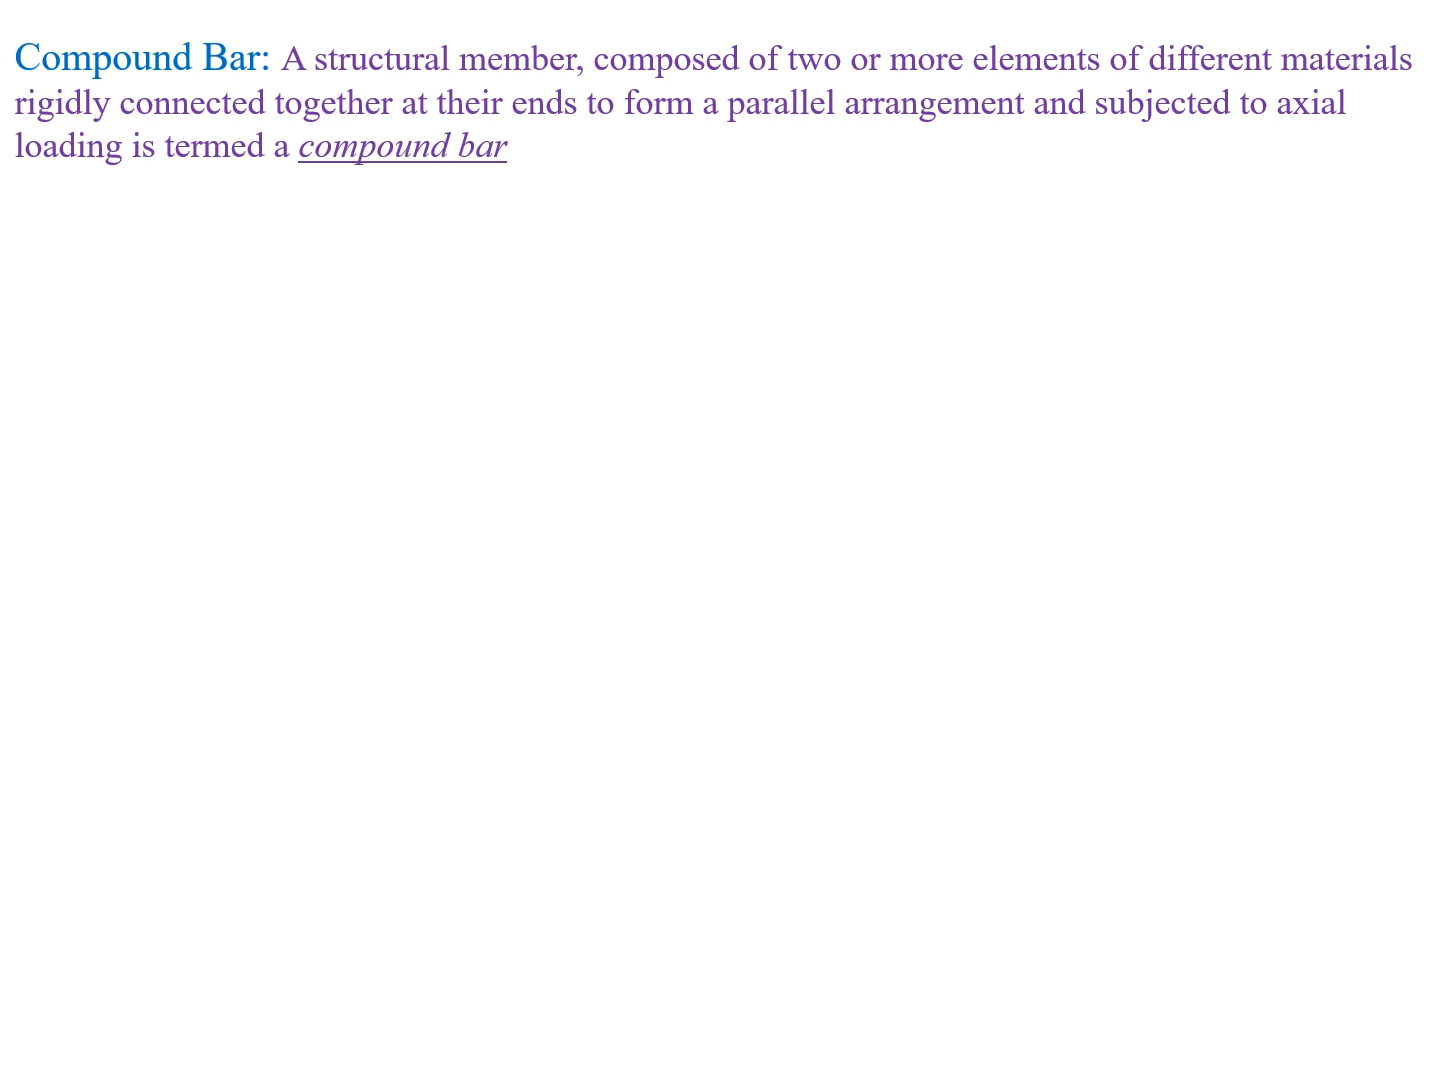 Compound Bar: A structural member, composed of two or more elements of different materials
rigidly connected together at their ends to form a parallel arrangement and subjected to axial
loading is termed a compound bar